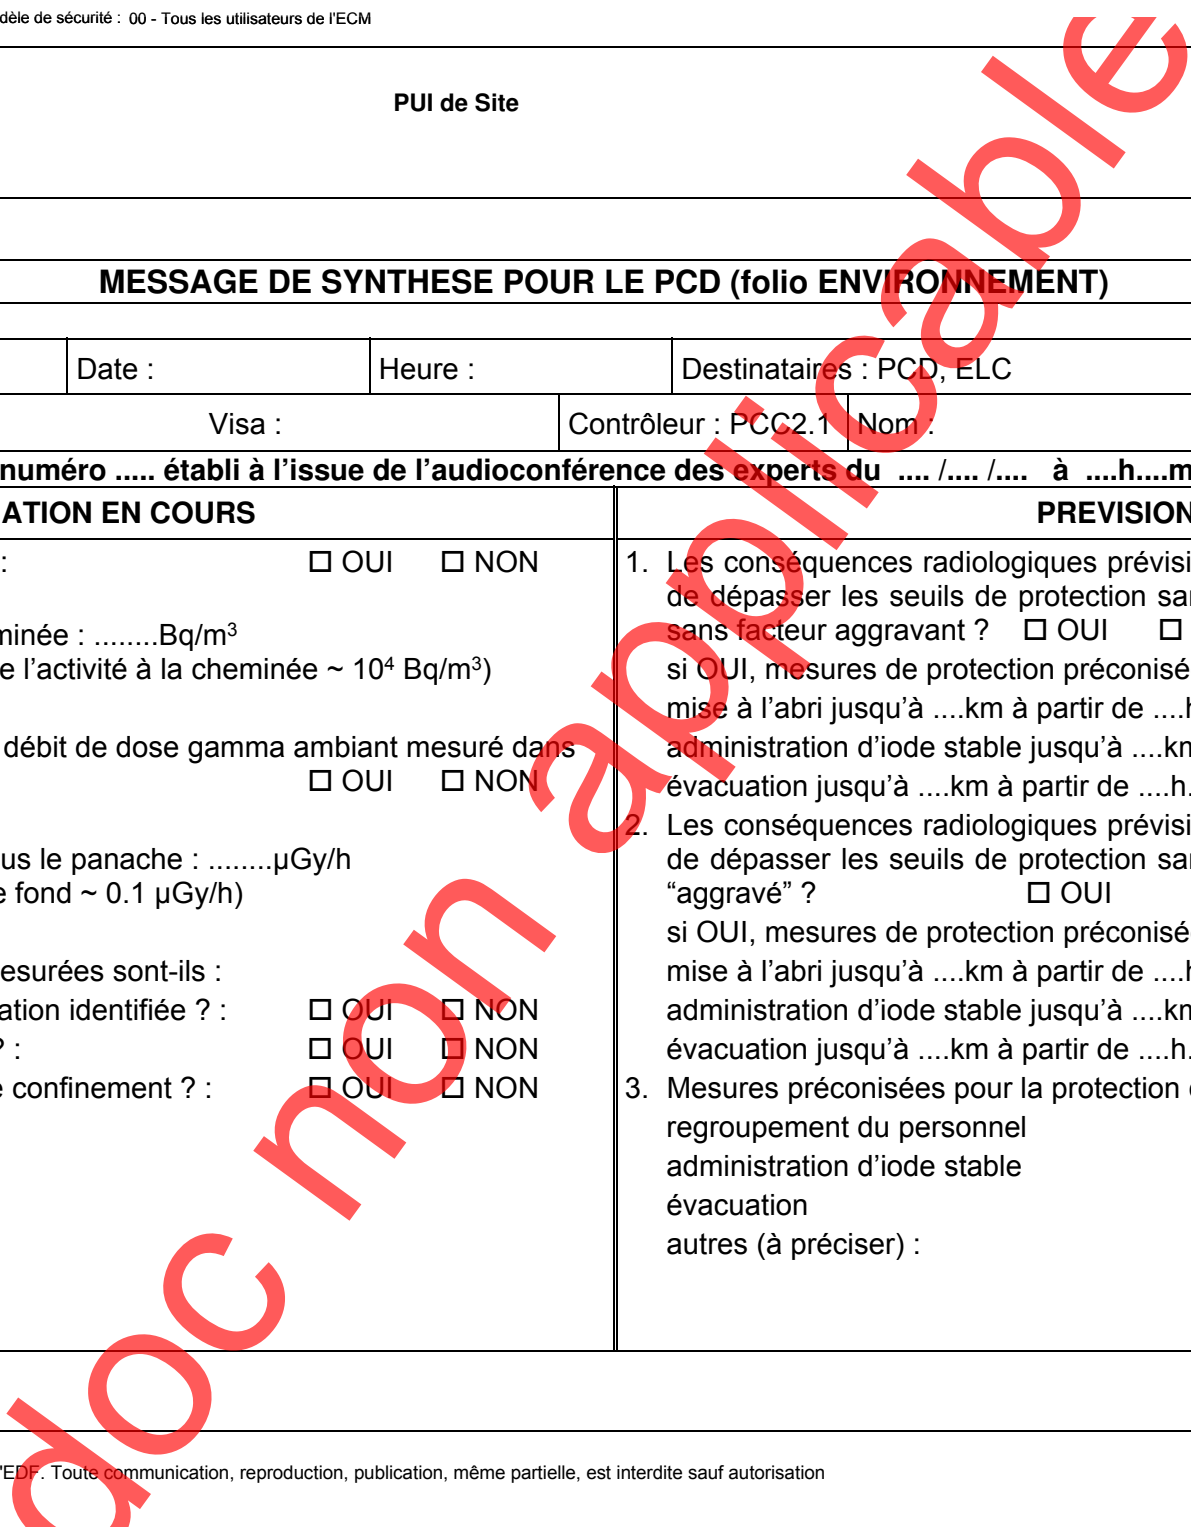 dèle de sécurité : 00 - Tous les utilisateurs de l'ECM
PUI de Site
MESSAGE DE SYNTHESE POUR LE PCD (folio ENVIRONNEMENT)
Date : Heure : Destinataires : PCD, ELC
Visa : Contrôleur : PCC2.1 Nom :
numéro ..... établi à l’issue de l’audioconférence des experts du .... /.... /.... à ....h....m
ATION EN COURS
: □ OUI □ NON
minée : ........Bq/m³
e l’activité à la cheminée ~ 10⁴ Bq/m³)
débit de dose gamma ambiant mesuré dans
□ OUI □ NON
us le panache : ........µGy/h
e fond ~ 0.1 µGy/h)
esurées sont-ils :
ation identifiée ? : □ OUI □ NON
? : □ OUI □ NON
e confinement ? : □ OUI □ NON
PREVISION
1. Les conséquences radiologiques prévisi
de dépasser les seuils de protection sa
sans facteur aggravant ? □ OUI □
si OUI, mesures de protection préconisé
mise à l’abri jusqu’à ....km à partir de ....h
administration d’iode stable jusqu’à ....km
évacuation jusqu’à ....km à partir de ....h.
2. Les conséquences radiologiques prévisi
de dépasser les seuils de protection sa
“aggravé” ? □ OUI
si OUI, mesures de protection préconisé
mise à l’abri jusqu’à ....km à partir de ....h
administration d’iode stable jusqu’à ....km
évacuation jusqu’à ....km à partir de ....h.
3. Mesures préconisées pour la protection
regroupement du personnel
administration d’iode stable
évacuation
autres (à préciser) :
'EDF. Toute communication, reproduction, publication, même partielle, est interdite sauf autorisation
doc non applicable